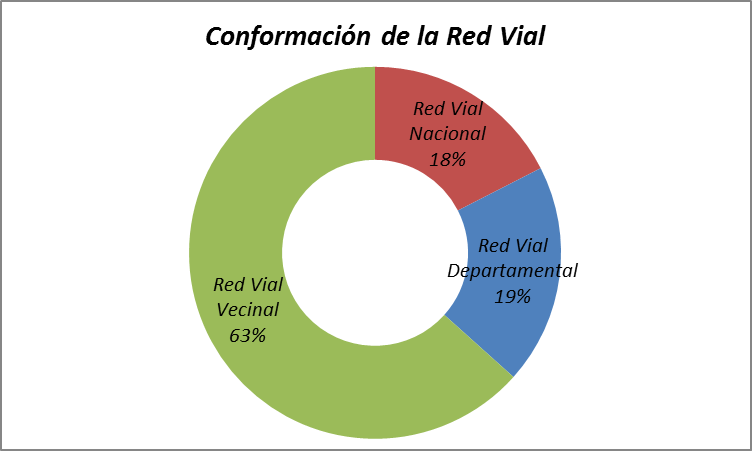 Conformación de la Red Vial
Red Vial
Nacional
18%
Red Vial
Departamental
19%
Red Vial
Vecinal
63%